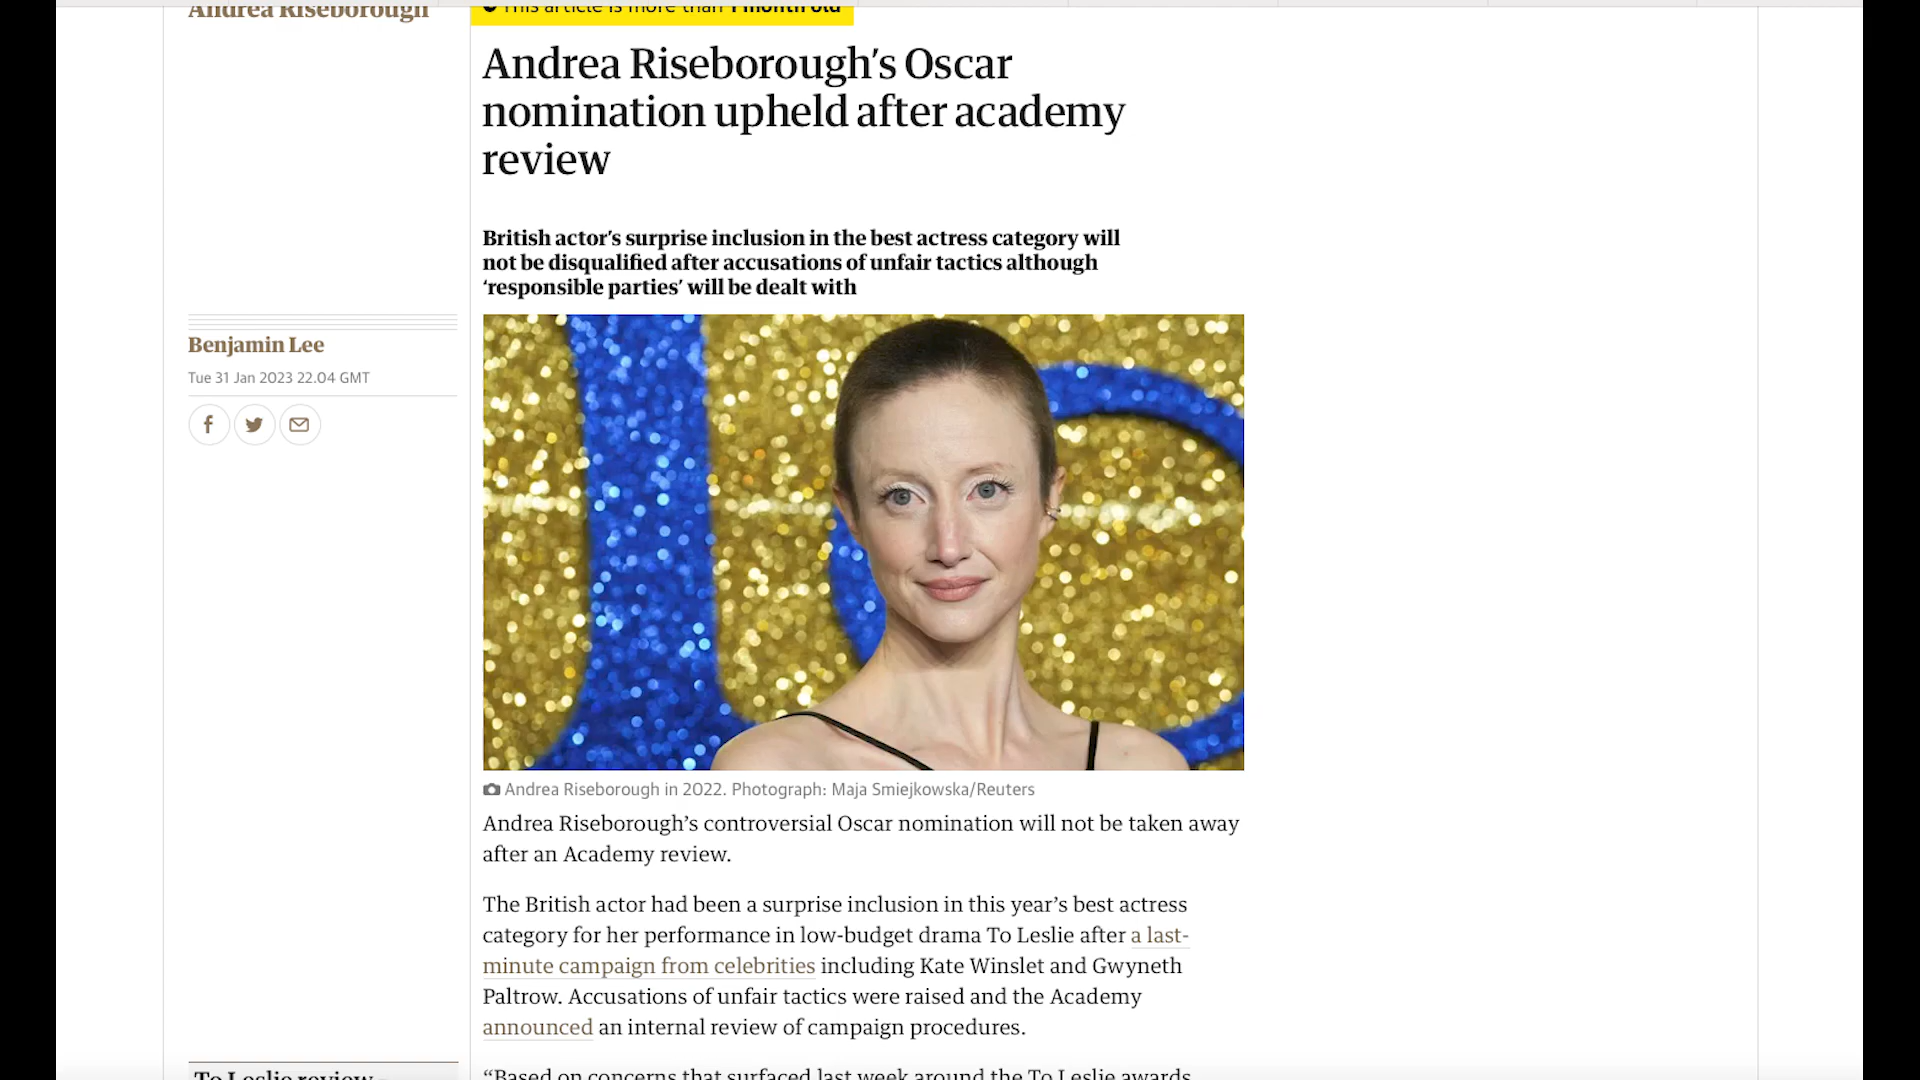 Andrea Riseborough
This article is more than 1 month old
Andrea Riseborough’s Oscar
nomination upheld after academy
review
British actor’s surprise inclusion in the best actress category will
not be disqualified after accusations of unfair tactics although
‘responsible parties’ will be dealt with
Benjamin Lee
Tue 31 Jan 2023 22.04 GMT
Andrea Riseborough in 2022. Photograph: Maja Smiejkowska/Reuters
Andrea Riseborough’s controversial Oscar nomination will not be taken away
after an Academy review.
The British actor had been a surprise inclusion in this year’s best actress
category for her performance in low-budget drama To Leslie after a last-
minute campaign from celebrities including Kate Winslet and Gwyneth
Paltrow. Accusations of unfair tactics were raised and the Academy
announced an internal review of campaign procedures.
To Leslie review –
“Based on concerns that surfaced last week around the To Leslie awards